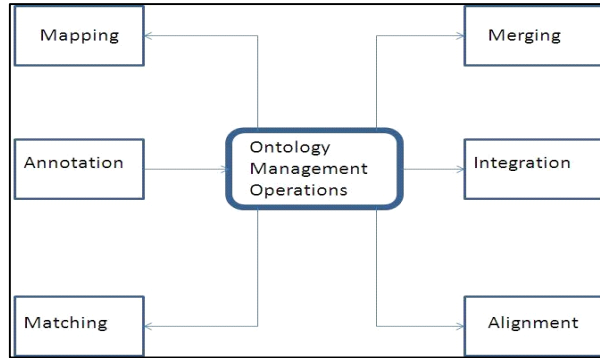 Mapping
Merging
Annotation
Ontology
Management
Operations
Integration
Matching
Alignment